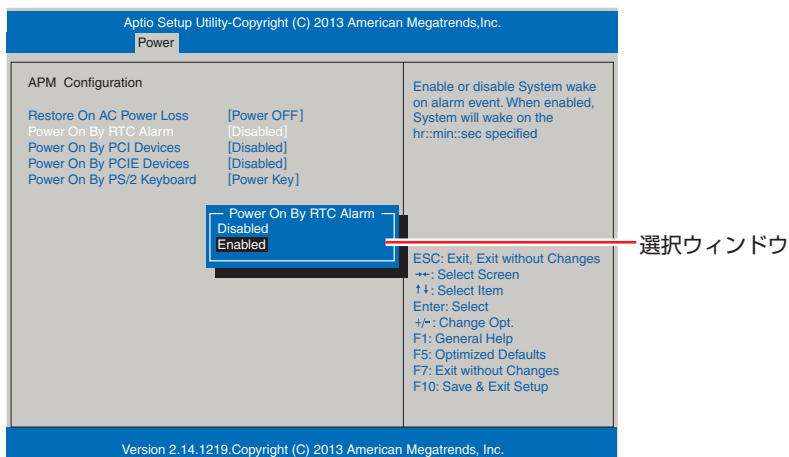 Aptio Setup Utility-Copyright (C) 2013 American Megatrends,Inc.
Power
APM Configuration
Restore On AC Power Loss [Power OFF]
Power On By RTC Alarm [Disabled]
Power On By PCI Devices [Disabled]
Power On By PCIE Devices [Disabled]
Power On By PS/2 Keyboard [Power Key]
Power On By RTC Alarm
Disabled
Enabled
Enable or disable System wake
on alarm event. When enabled,
System will wake on the
hr::min::sec specified
選択ウィンドウ
ESC: Exit, Exit without Changes
→←: Select Screen
↑↓: Select Item
Enter: Select
+/-: Change Opt.
F1: General Help
F5: Optimized Defaults
F7: Exit without Changes
F10: Save & Exit Setup
Version 2.14.1219.Copyright (C) 2013 American Megatrends, Inc.